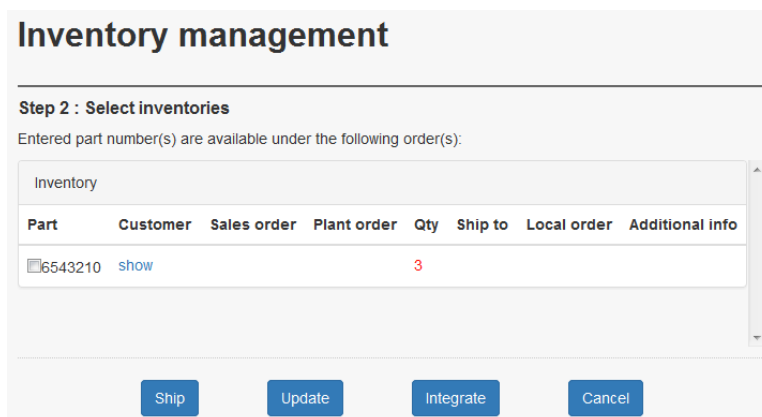 Inventory management
Step 2 : Select inventories
Entered part number(s) are available under the following order(s):
Inventory
Part Customer Sales order Plant order Qty Ship to Local order Additional info
6543210 show 3
Ship Update Integrate Cancel